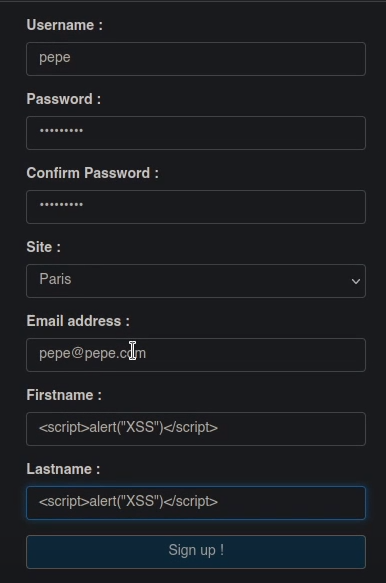 Username :
pepe
Password :
•••••••••
Confirm Password :
•••••••••
Site :
Paris
Email address :
pepe@pepe.com
Firstname :
<script>alert("XSS")</script>
Lastname :
<script>alert("XSS")</script>
Sign up !